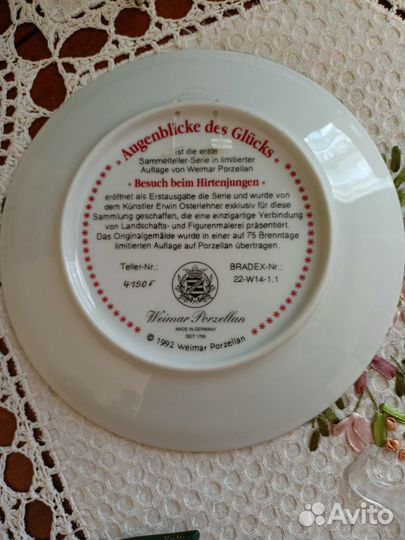 » Augenblicke des Glücks «
ist die erste
Sammelteller-Serie in limitierter
Auflage von Weimar Porzellan
» Besuch beim Hirtenjungen «
eröffnet als Erstausgabe die Serie und wurde von
dem Künstler Erwin Osterlehner exklusiv für diese
Sammlung geschaffen, die eine einzigartige Verbindung
von Landschafts- und Figurenmalerei präsentiert.
Das Originalgemälde wurde in einer auf 75 Brenntage
limitierten Auflage auf Porzellan übertragen.
Teller-Nr.: BRADEX-Nr.:
4150 F 22-W14-1.1
Weimar Porzellan
MADE IN GERMANY
SEIT 1790
© 1992 Weimar Porzellan
Avito